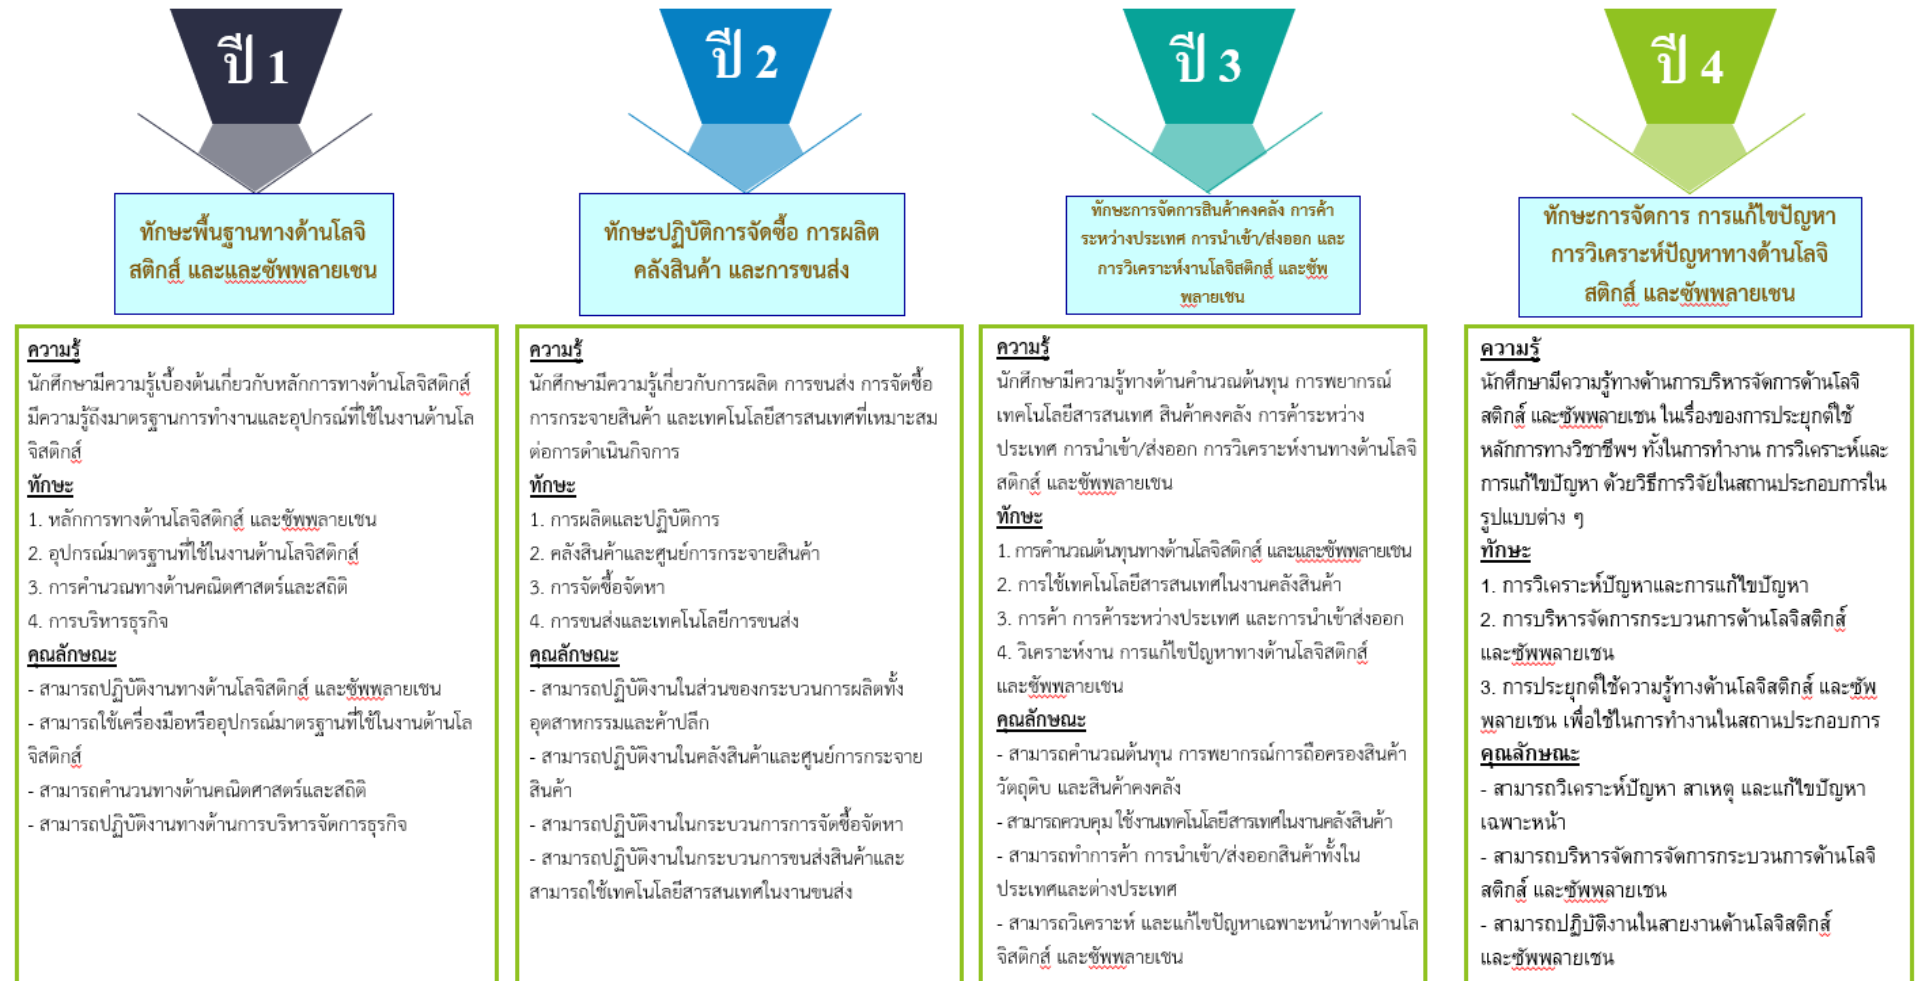 ปี 1
ทักษะพื้นฐานทางด้านโลจิ
สติกส์ และและซัพพลายเชน
ความรู้
นักศึกษามีความรู้เบื้องต้นเกี่ยวกับหลักการทางด้านโลจิสติกส์
มีความรู้ถึงมาตรฐานการทำงานและอุปกรณ์ที่ใช้ในงานด้านโล
จิสติกส์
ทักษะ
1. หลักการทางด้านโลจิสติกส์ และซัพพลายเชน
2. อุปกรณ์มาตรฐานที่ใช้ในงานด้านโลจิสติกส์
3. การคำนวณทางด้านคณิตศาสตร์และสถิติ
4. การบริหารธุรกิจ
คุณลักษณะ
- สามารถปฏิบัติงานทางด้านโลจิสติกส์ และซัพพลายเชน
- สามารถใช้เครื่องมือหรืออุปกรณ์มาตรฐานที่ใช้ในงานด้านโล
จิสติกส์
- สามารถคำนวนทางด้านคณิตศาสตร์และสถิติ
- สามารถปฏิบัติงานทางด้านการบริหารจัดการธุรกิจ
ปี 2
ทักษะปฏิบัติการจัดซื้อ การผลิต
คลังสินค้า และการขนส่ง
ความรู้
นักศึกษามีความรู้เกี่ยวกับการผลิต การขนส่ง การจัดซื้อ
การกระจายสินค้า และเทคโนโลยีสารสนเทศที่เหมาะสม
ต่อการดำเนินกิจการ
ทักษะ
1. การผลิตและปฏิบัติการ
2. คลังสินค้าและศูนย์การกระจายสินค้า
3. การจัดซื้อจัดหา
4. การขนส่งและเทคโนโลยีการขนส่ง
คุณลักษณะ
- สามารถปฏิบัติงานในส่วนของกระบวนการผลิตทั้ง
อุตสาหกรรมและค้าปลีก
- สามารถปฏิบัติงานในคลังสินค้าและศูนย์การกระจาย
สินค้า
- สามารถปฏิบัติงานในกระบวนการการจัดซื้อจัดหา
- สามารถปฏิบัติงานในกระบวนการขนส่งสินค้าและ
สามารถใช้เทคโนโลยีสารสนเทศในงานขนส่ง
ปี 3
ทักษะการจัดการสินค้าคงคลัง การค้า
ระหว่างประเทศ การนำเข้า/ส่งออก และ
การวิเคราะห์งานโลจิสติกส์ และซัพ
พลายเชน
ความรู้
นักศึกษามีความรู้ทางด้านคำนวณต้นทุน การพยากรณ์
เทคโนโลยีสารสนเทศ สินค้าคงคลัง การค้าระหว่าง
ประเทศ การนำเข้า/ส่งออก การวิเคราะห์งานทางด้านโลจิ
สติกส์ และซัพพลายเชน
ทักษะ
1. การคำนวณต้นทุนทางด้านโลจิสติกส์ และและซัพพลายเชน
2. การใช้เทคโนโลยีสารสนเทศในงานคลังสินค้า
3. การค้า การค้าระหว่างประเทศ และการนำเข้าส่งออก
4. วิเคราะห์งาน การแก้ไขปัญหาทางด้านโลจิสติกส์
และซัพพลายเชน
คุณลักษณะ
- สามารถคำนวณต้นทุน การพยากรณ์การถือครองสินค้า
วัตถุดิบ และสินค้าคงคลัง
- สามารถควบคุม ใช้งานเทคโนโลยีสารเทศในงานคลังสินค้า
- สามารถทำการค้า การนำเข้า/ส่งออกสินค้าทั้งใน
ประเทศและต่างประเทศ
- สามารถวิเคราะห์ และแก้ไขปัญหาเฉพาะหน้าทางด้านโล
จิสติกส์ และซัพพลายเชน
ปี 4
ทักษะการจัดการ การแก้ไขปัญหา
การวิเคราะห์ปัญหาทางด้านโลจิ
สติกส์ และซัพพลายเชน
ความรู้
นักศึกษามีความรู้ทางด้านการบริหารจัดการด้านโลจิ
สติกส์ และซัพพลายเชน ในเรื่องของการประยุกต์ใช้
หลักการทางวิชาชีพฯ ทั้งในการทำงาน การวิเคราะห์และ
การแก้ไขปัญหา ด้วยวิธีการวิจัยในสถานประกอบการใน
รูปแบบต่าง ๆ
ทักษะ
1. การวิเคราะห์ปัญหาและการแก้ไขปัญหา
2. การบริหารจัดการกระบวนการด้านโลจิสติกส์
และซัพพลายเชน
3. การประยุกต์ใช้ความรู้ทางด้านโลจิสติกส์ และซัพ
พลายเชน เพื่อใช้ในการทำงานในสถานประกอบการ
คุณลักษณะ
- สามารถวิเคราะห์ปัญหา สาเหตุ และแก้ไขปัญหา
เฉพาะหน้า
- สามารถบริหารจัดการจัดการกระบวนการด้านโลจิ
สติกส์ และซัพพลายเชน
- สามารถปฏิบัติงานในสายงานด้านโลจิสติกส์
และซัพพลายเชน